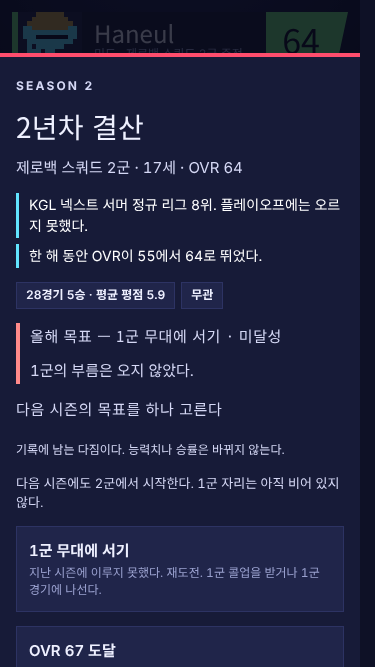 Haneul
64
SEASON 2
2년차 결산
제로백 스쿼드 2군 · 17세 · OVR 64
KGL 넥스트 서머 정규 리그 8위. 플레이오프에는 오르
지 못했다.
한 해 동안 OVR이 55에서 64로 뛰었다.
28경기 5승 · 평균 평점 5.9 무관
올해 목표 — 1군 무대에 서기 · 미달성
1군의 부름은 오지 않았다.
다음 시즌의 목표를 하나 고른다
기록에 남는 다짐이다. 능력치나 승률은 바뀌지 않는다.
다음 시즌에도 2군에서 시작한다. 1군 자리는 아직 비어 있지
않다.
1군 무대에 서기
지난 시즌에 이루지 못했다. 재도전. 1군 콜업을 받거나 1군
경기에 나선다.
OVR 67 도달